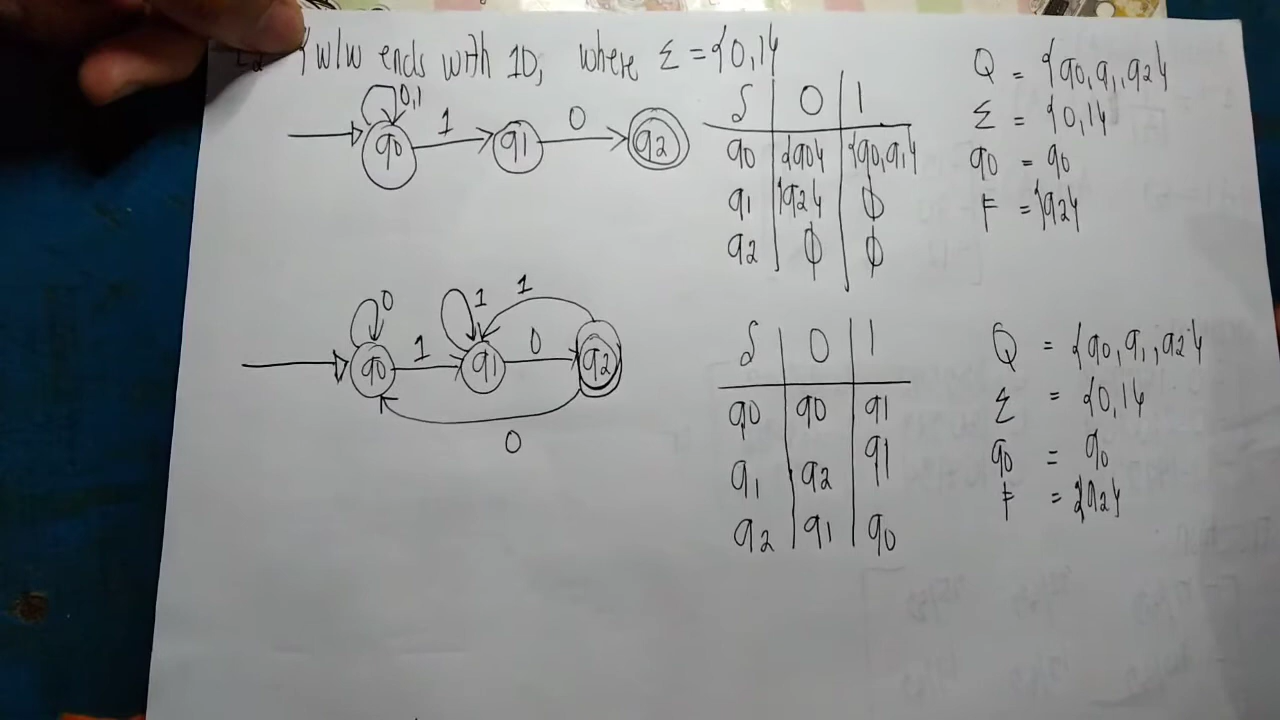 {w/w ends with 10, where Σ = {0,1}
0,1
q0 1 q1 0 q2
δ 0 1
q0 {q0} {q0,q1}
q1 {q2} ϕ
q2 ϕ ϕ
Q = {q0,q1,q2}
Σ = {0,1}
q0 = q0
F = {q2}
0 1 1
q0 1 q1 0 q2
0
δ 0 1
q0 q0 q1
q1 q2 q1
q2 q1 q0
Q = {q0,q1,q2}
Σ = {0,1}
q0 = q0
F = {q2}